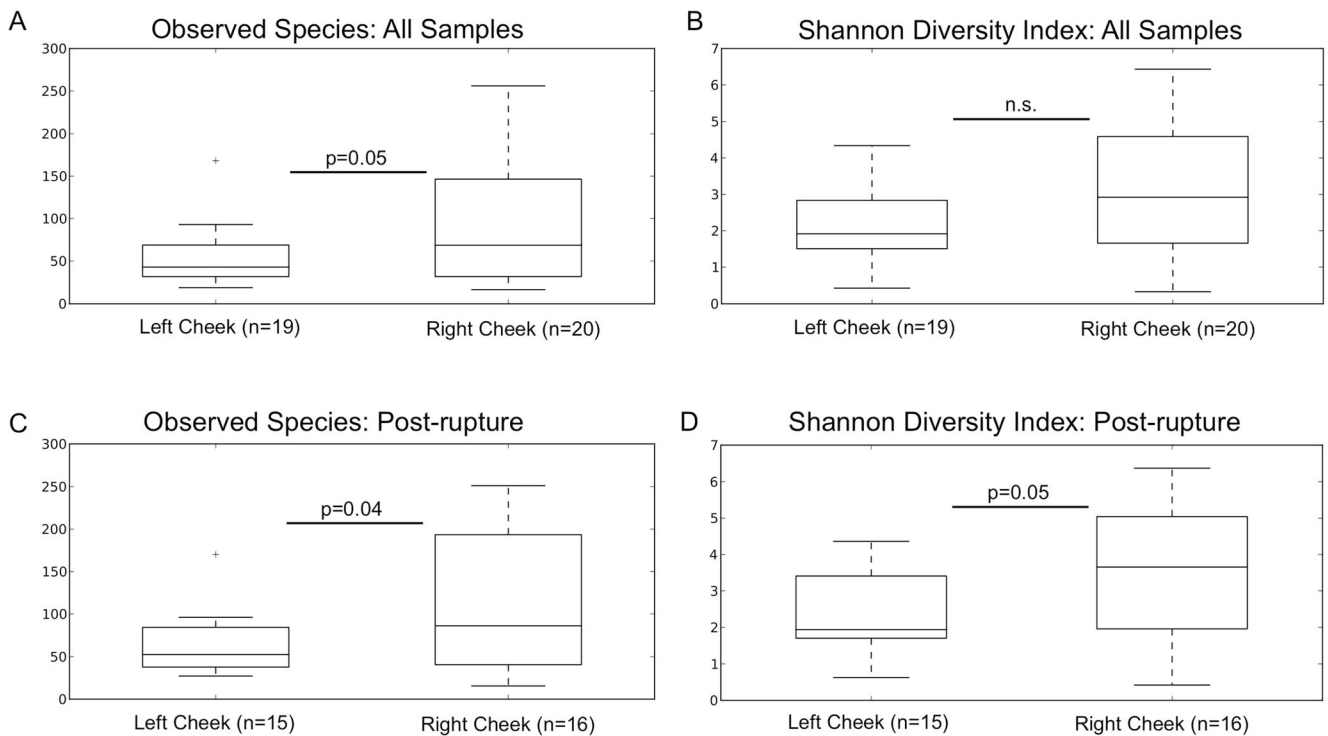 A
Observed Species: All Samples
300
250
200
150
100
50
0
p=0.05
Left Cheek (n=19)
Right Cheek (n=20)
B
Shannon Diversity Index: All Samples
7
6
5
4
3
2
1
0
n.s.
Left Cheek (n=19)
Right Cheek (n=20)
C
Observed Species: Post-rupture
300
250
200
150
100
50
0
p=0.04
Left Cheek (n=15)
Right Cheek (n=16)
D
Shannon Diversity Index: Post-rupture
7
6
5
4
3
2
1
0
p=0.05
Left Cheek (n=15)
Right Cheek (n=16)